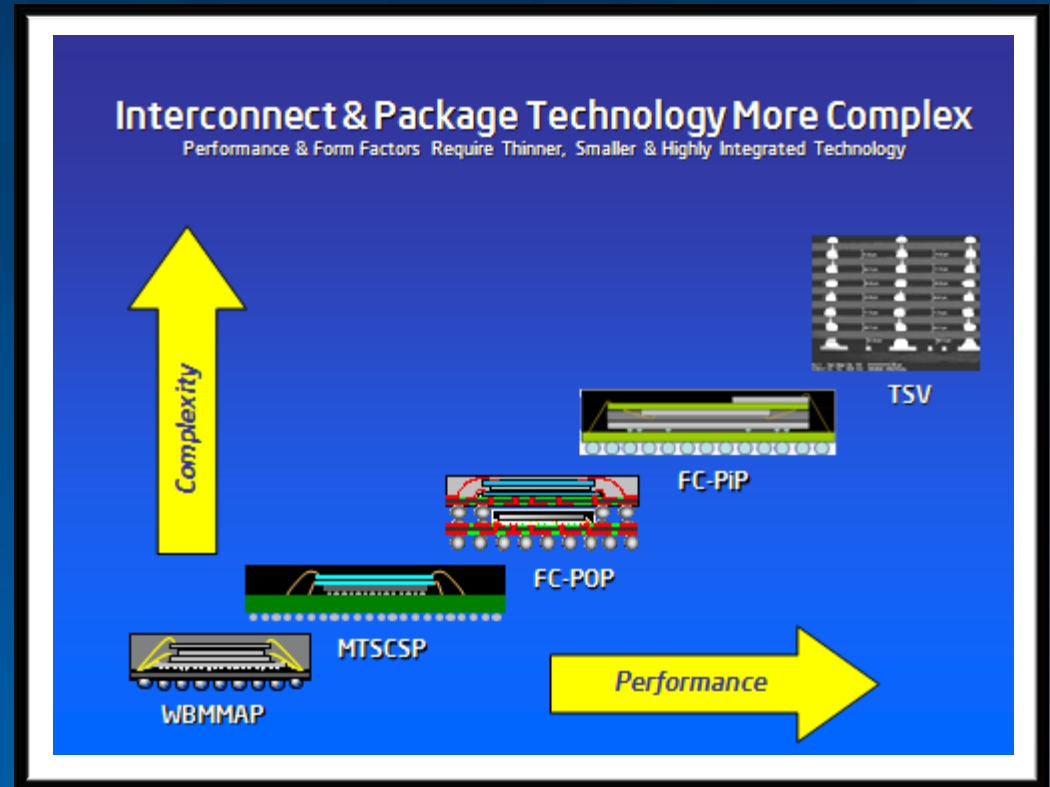 Interconnect & Package Technology More Complex
Performance & Form Factors Require Thinner, Smaller & Highly Integrated Technology
Complexity
TSV
FC-PiP
FC-POP
MTSCSP
Performance
WBMMAP